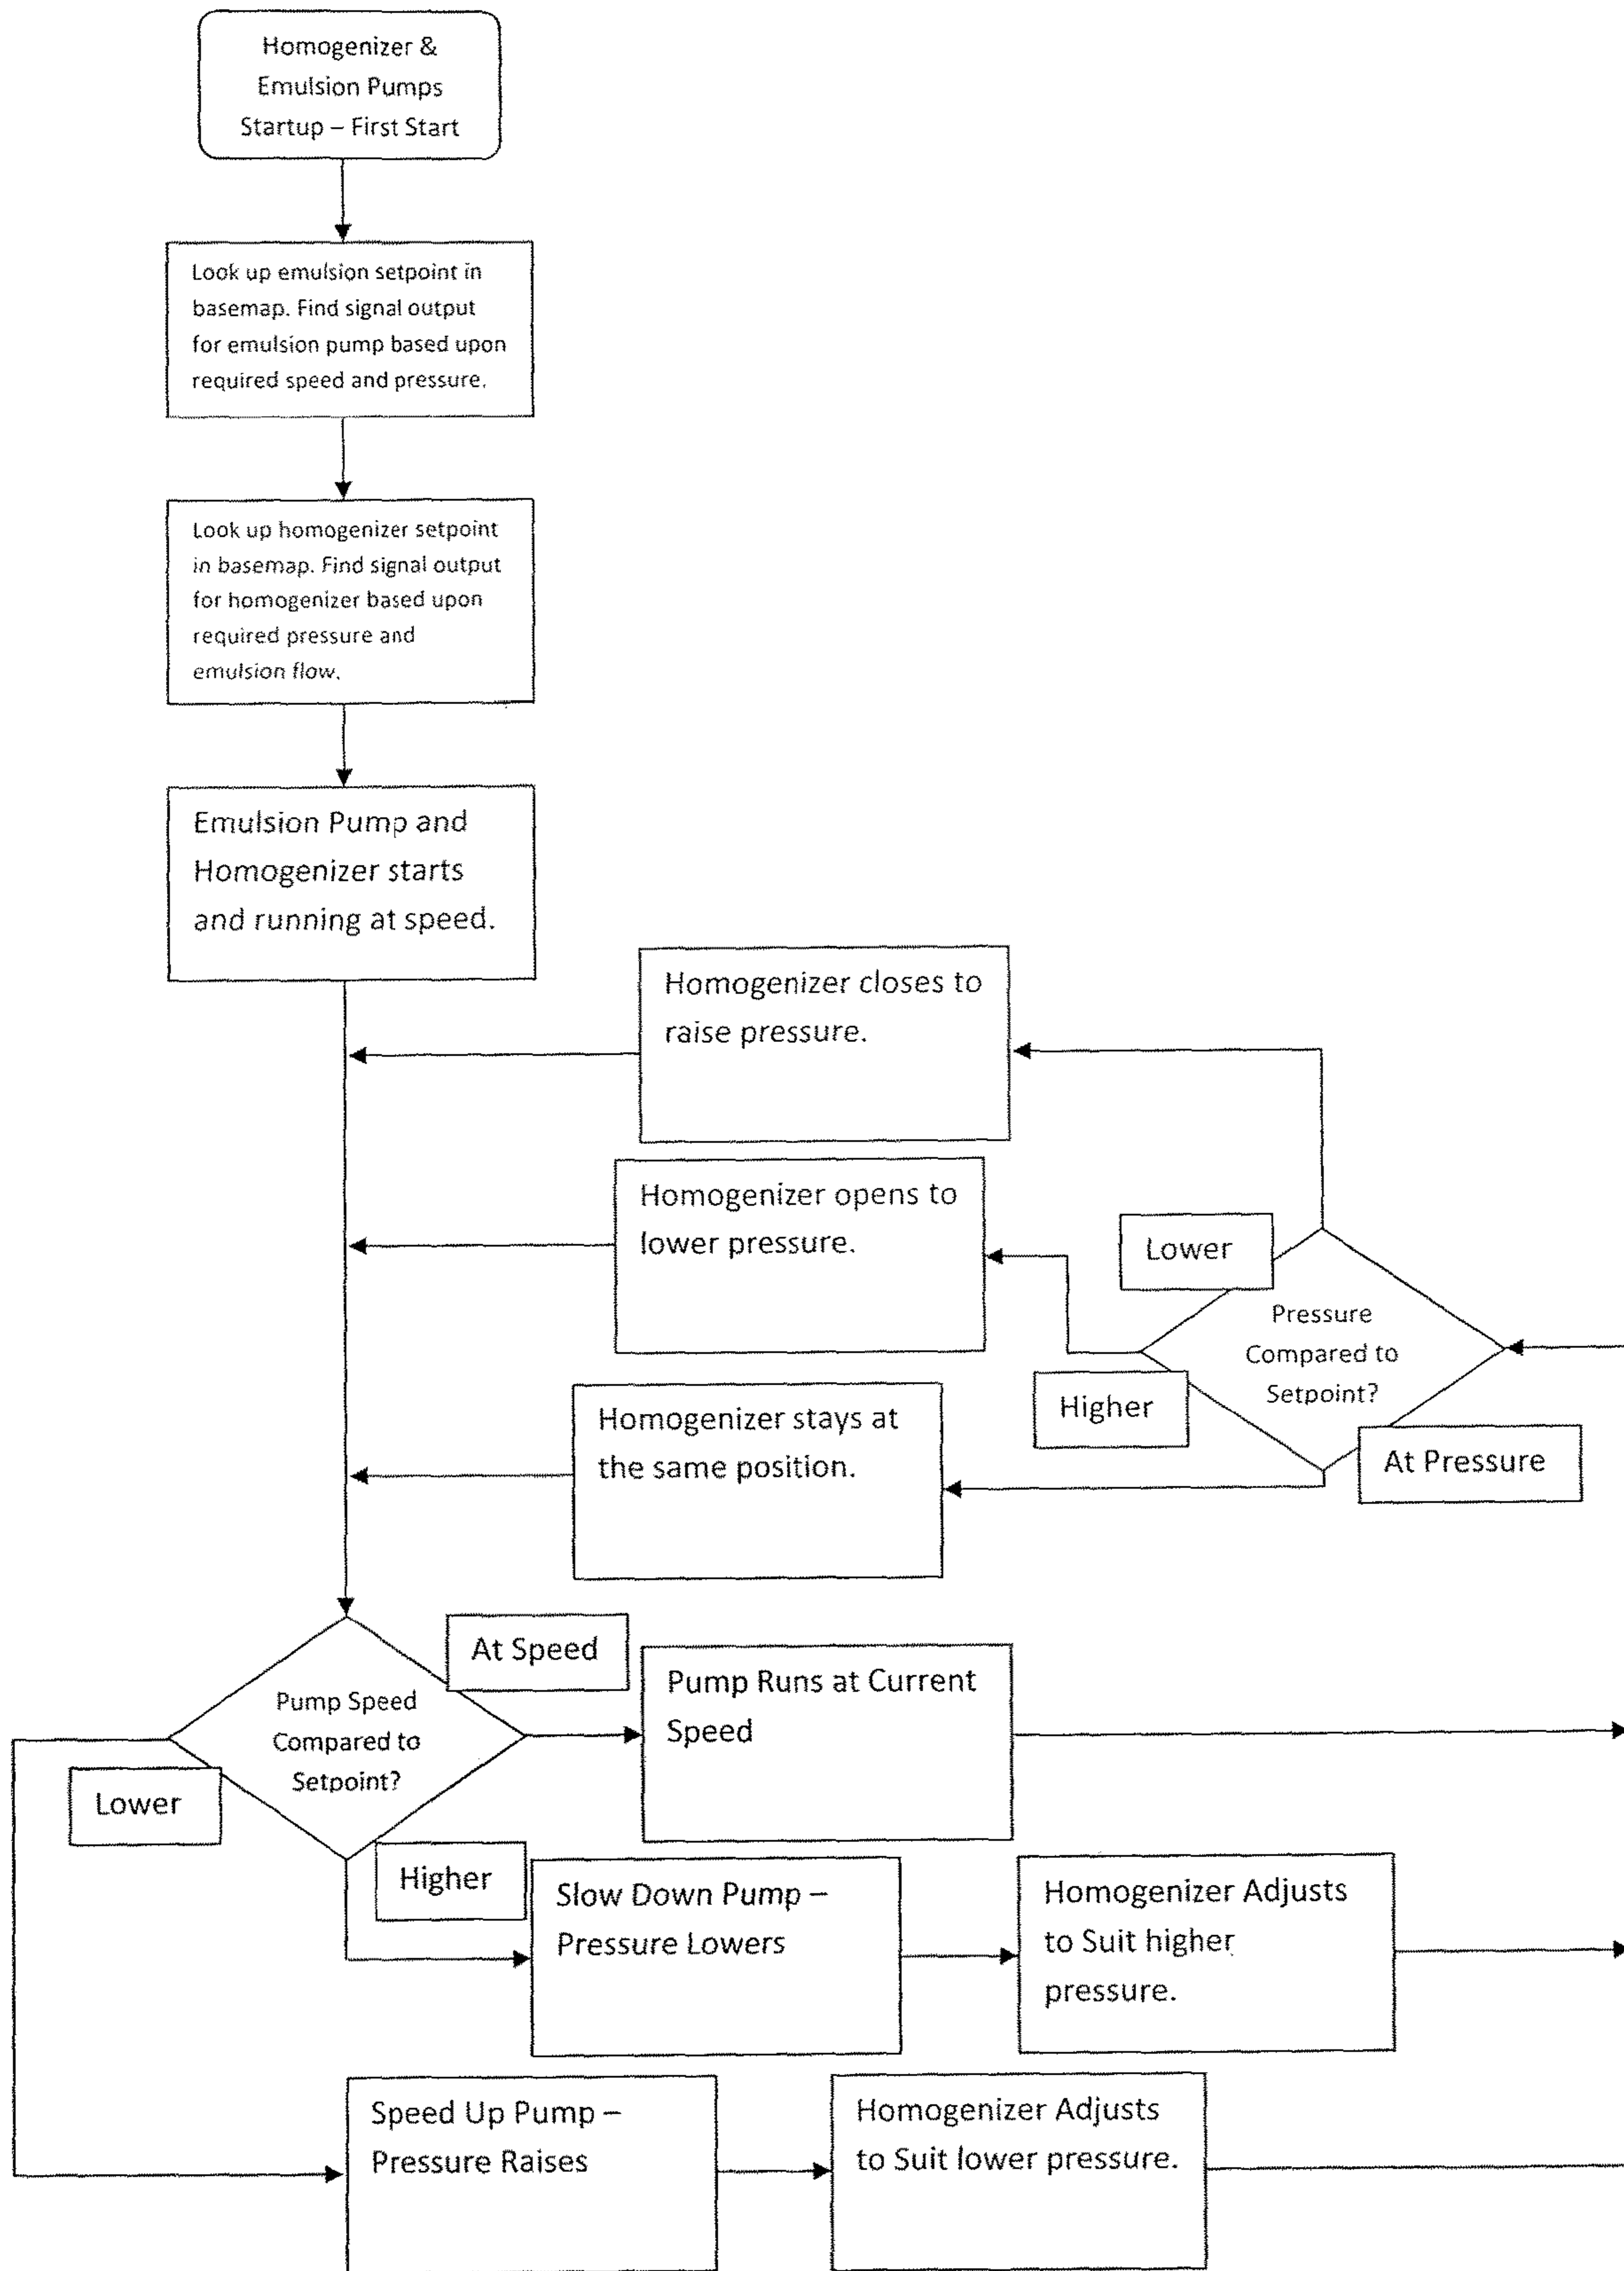 Homogenizer &
Emulsion Pumps
Startup – First Start
Look up emulsion setpoint in
basemap. Find signal output
for emulsion pump based upon
required speed and pressure.
Look up homogenizer setpoint
in basemap. Find signal output
for homogenizer based upon
required pressure and
emulsion flow.
Emulsion Pump and
Homogenizer starts
and running at speed.
Homogenizer closes to
raise pressure.
Homogenizer opens to
lower pressure.
Lower
Pressure
Compared to
Setpoint?
Higher
Homogenizer stays at
the same position.
At Pressure
At Speed
Pump Speed
Compared to
Setpoint?
Pump Runs at Current
Speed
Lower
Higher
Slow Down Pump –
Pressure Lowers
Homogenizer Adjusts
to Suit higher
pressure.
Speed Up Pump –
Pressure Raises
Homogenizer Adjusts
to Suit lower pressure.